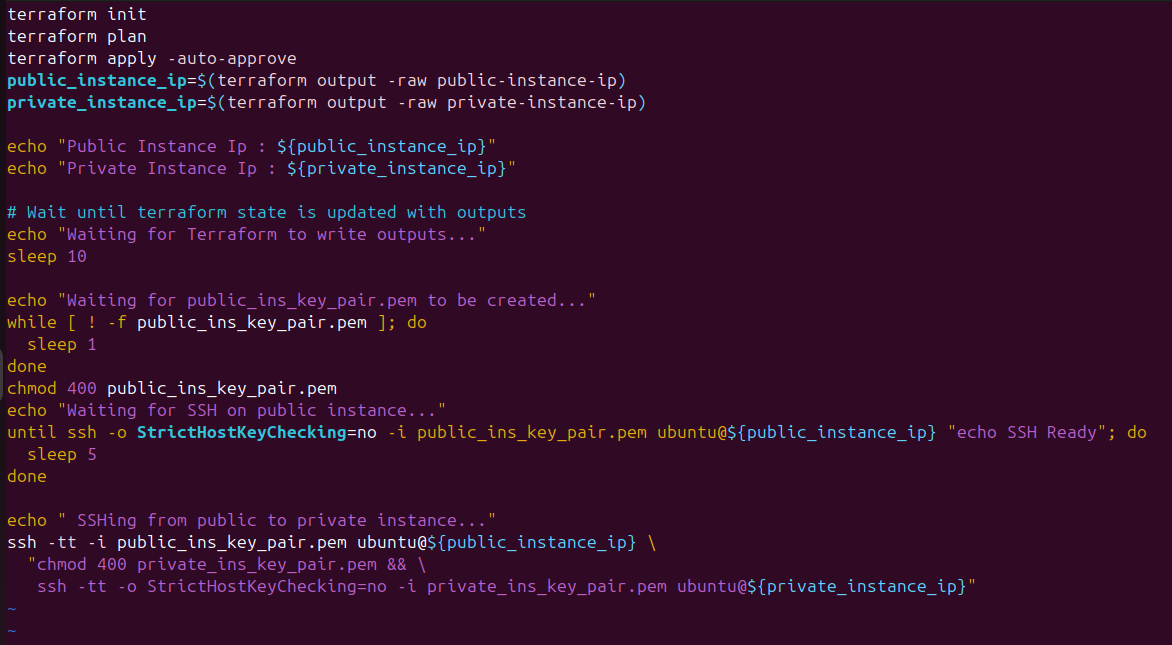 terraform init
terraform plan
terraform apply -auto-approve
public_instance_ip=$(terraform output -raw public-instance-ip)
private_instance_ip=$(terraform output -raw private-instance-ip)

echo "Public Instance Ip : ${public_instance_ip}"
echo "Private Instance Ip : ${private_instance_ip}"

# Wait until terraform state is updated with outputs
echo "Waiting for Terraform to write outputs..."
sleep 10

echo "Waiting for public_ins_key_pair.pem to be created..."
while [ ! -f public_ins_key_pair.pem ]; do
  sleep 1
done
chmod 400 public_ins_key_pair.pem
echo "Waiting for SSH on public instance..."
until ssh -o StrictHostKeyChecking=no -i public_ins_key_pair.pem ubuntu@${public_instance_ip} "echo SSH Ready"; do
  sleep 5
done

echo " SSHing from public to private instance..."
ssh -tt -i public_ins_key_pair.pem ubuntu@${public_instance_ip} \
  "chmod 400 private_ins_key_pair.pem && \
   ssh -tt -o StrictHostKeyChecking=no -i private_ins_key_pair.pem ubuntu@${private_instance_ip}"
~
~